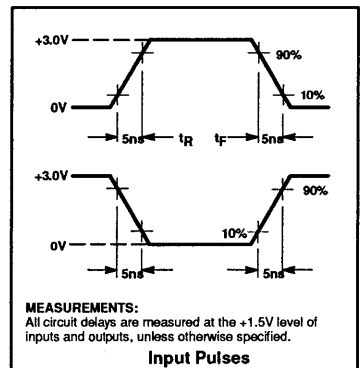 +3.0V
90%
10%
0V
5ns tR tF 5ns
+3.0V
90%
10%
0V
5ns 5ns
MEASUREMENTS:
All circuit delays are measured at the +1.5V level of
inputs and outputs, unless otherwise specified.
Input Pulses